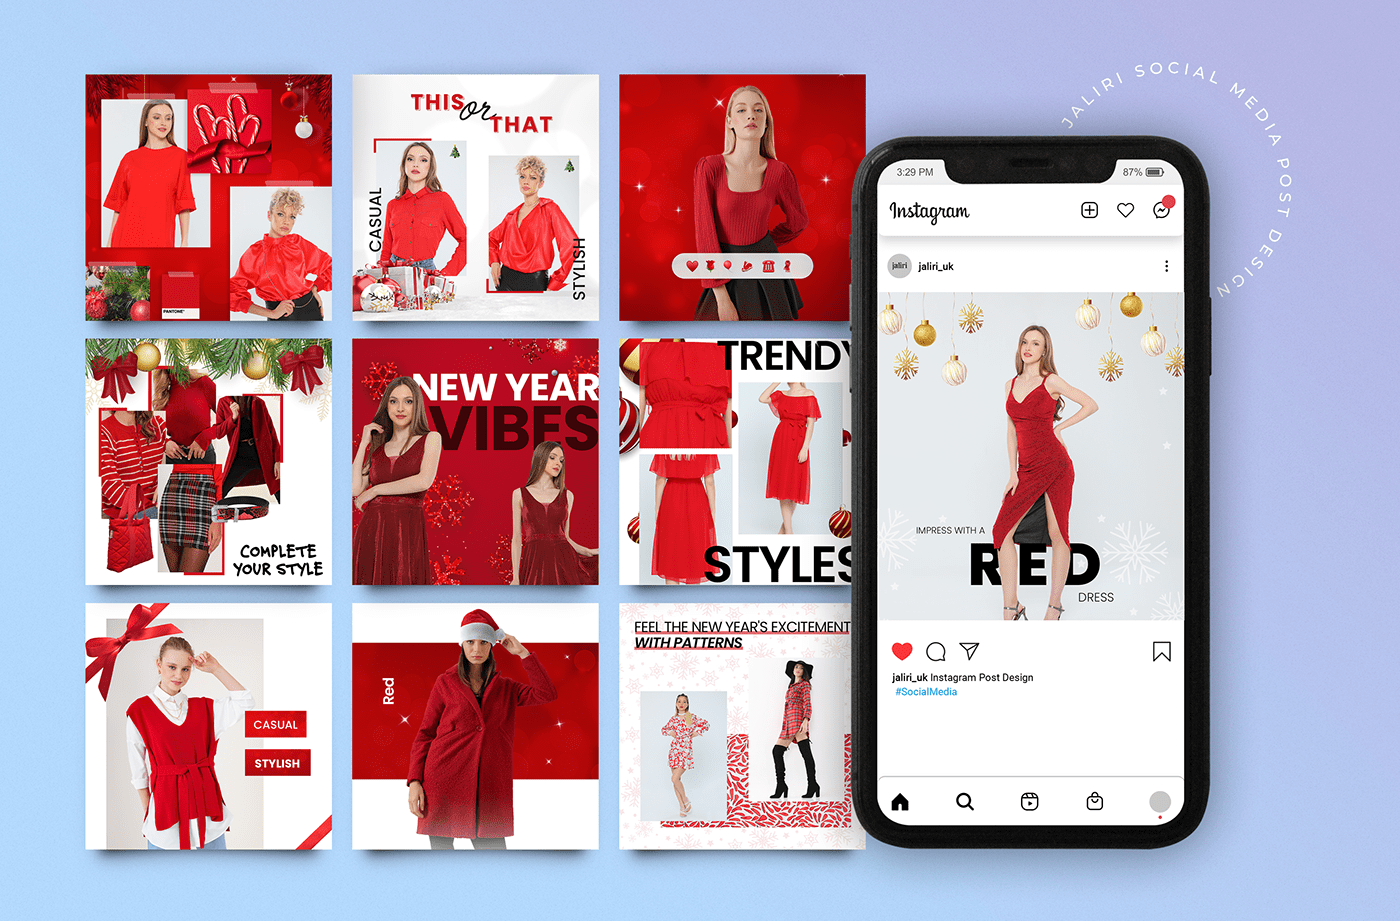 PANTONE®
THIS
or
THAT
CASUAL
STYLISH
COMPLETE
YOUR STYLE
NEW YEAR
VIBES
TRENDY
STYLES
CASUAL
STYLISH
Red
FEEL THE NEW YEAR'S EXCITEMENT
WITH PATTERNS
JALIRI SOCIAL MEDIA POST DESIGN
3:29 PM
87%
Instagram
jaliri
jaliri_uk
IMPRESS WITH A
RED
DRESS
jaliri_uk Instagram Post Design
#SocialMedia